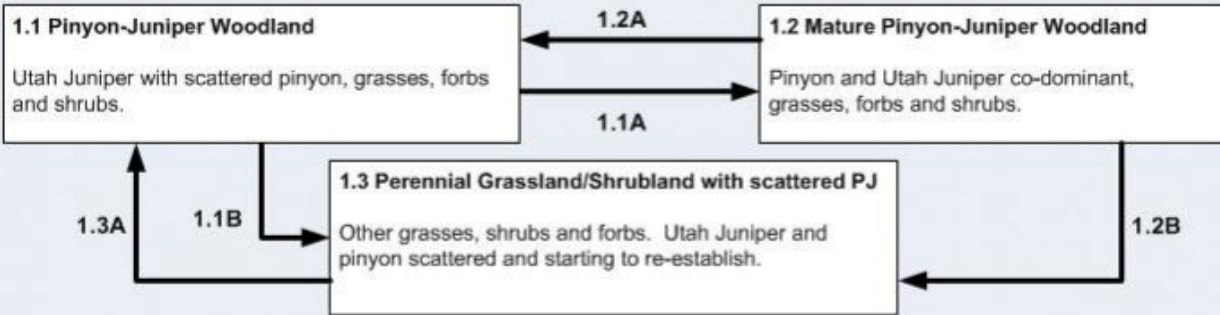 1.1 Pinyon-Juniper Woodland
Utah Juniper with scattered pinyon, grasses, forbs
and shrubs.
1.2A
1.1A
1.2 Mature Pinyon-Juniper Woodland
Pinyon and Utah Juniper co-dominant,
grasses, forbs and shrubs.
1.3A
1.1B
1.3 Perennial Grassland/Shrubland with scattered PJ
Other grasses, shrubs and forbs. Utah Juniper and
pinyon scattered and starting to re-establish.
1.2B